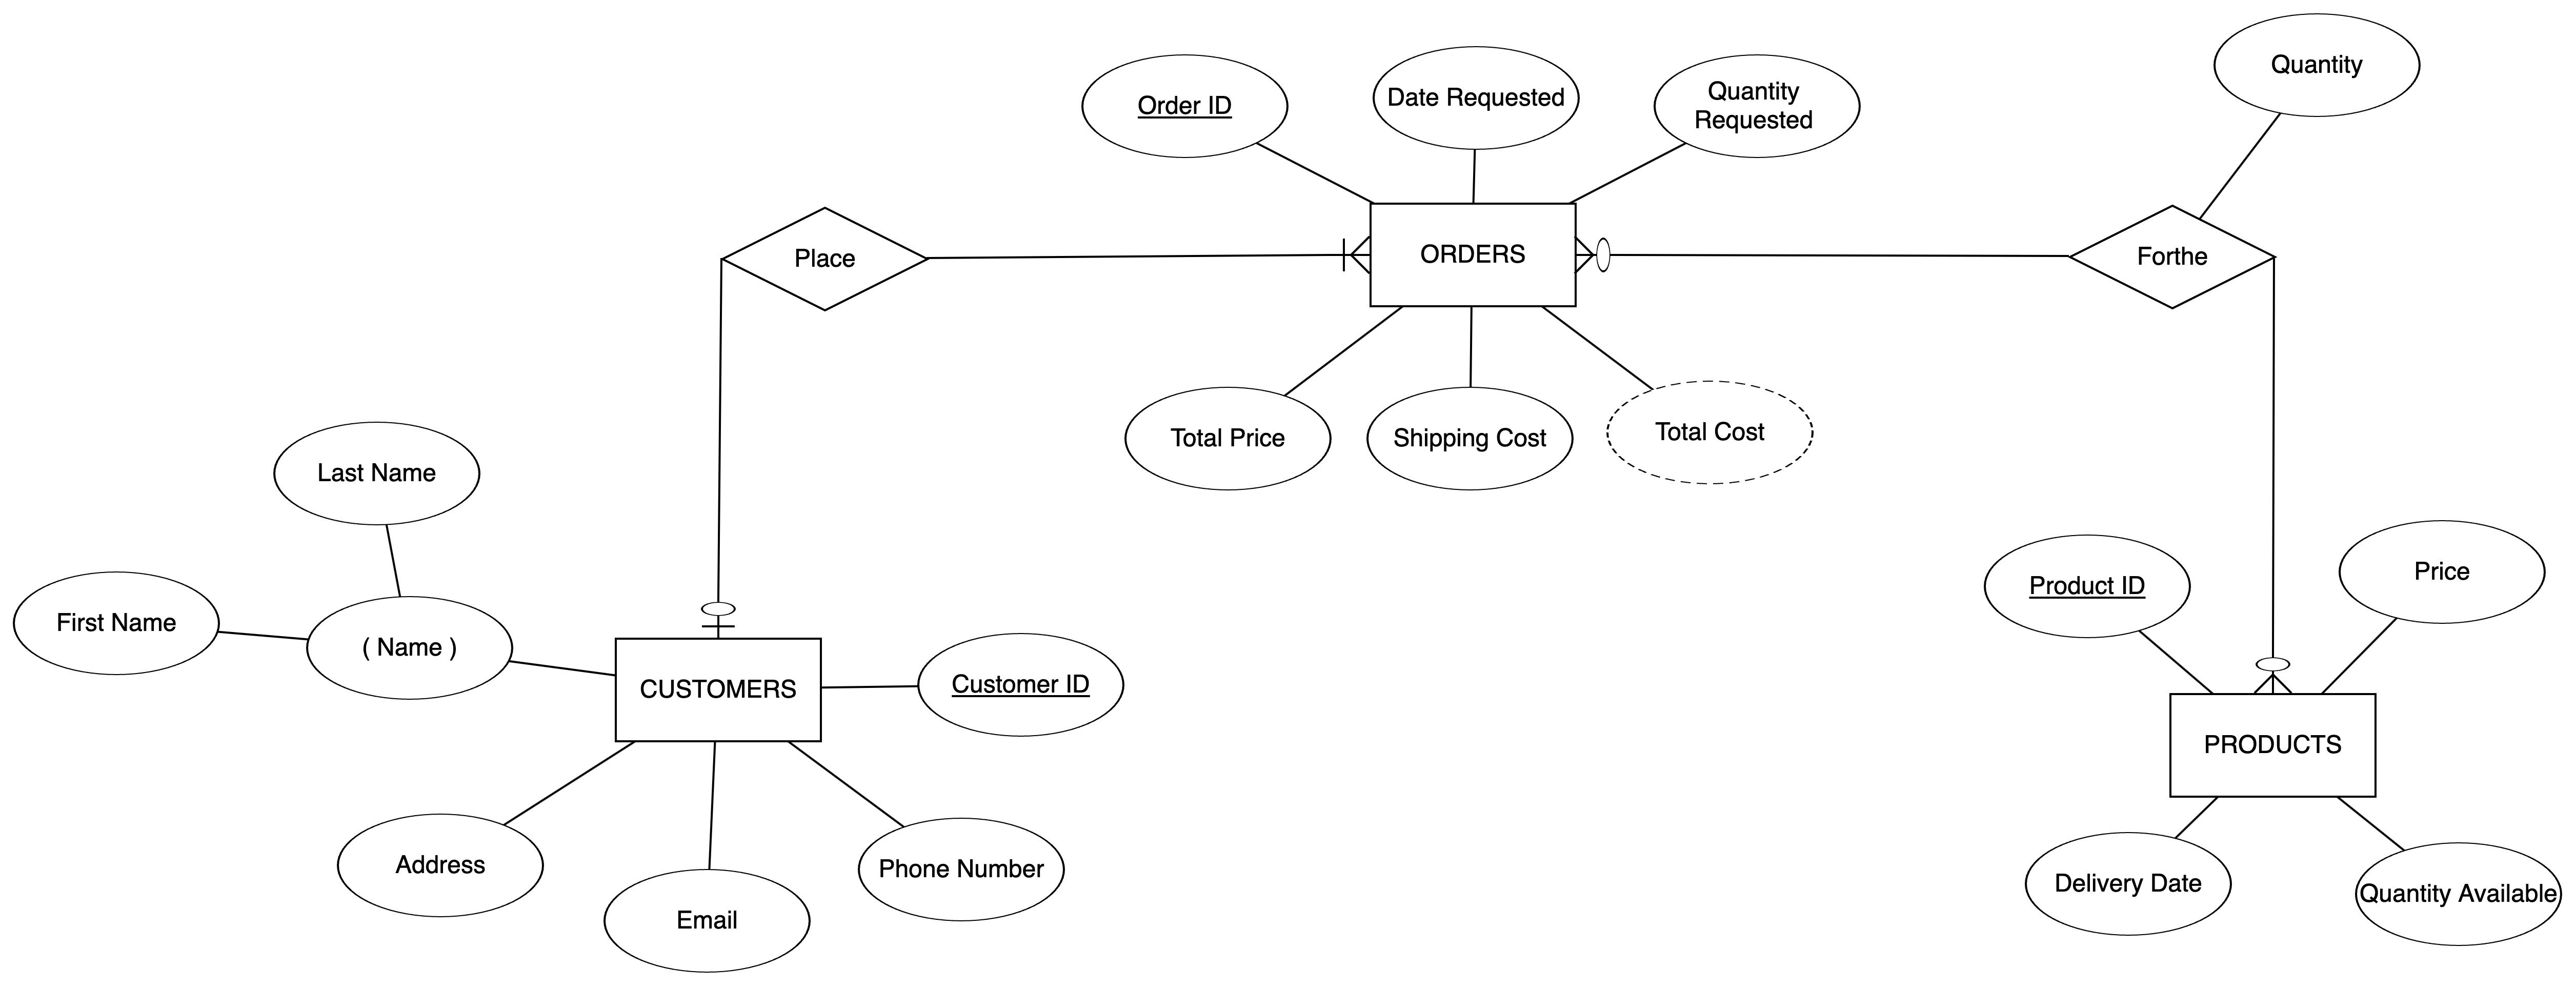 Quantity
Order ID
Date Requested
Quantity
Requested
Place
ORDERS
Forthe
Total Price
Shipping Cost
Total Cost
Last Name
First Name
( Name )
CUSTOMERS
Customer ID
Product ID
Price
PRODUCTS
Address
Email
Phone Number
Delivery Date
Quantity Available